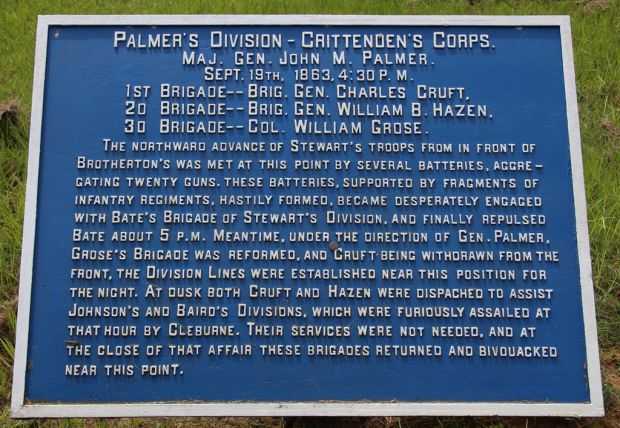 Palmer's Division - Crittenden's Corps.
Maj. Gen. John M. Palmer.
Sept. 19th, 1863, 4:30 P.M.
1st Brigade-- Brig. Gen. Charles Cruft,
2d Brigade-- Brig. Gen. William B. Hazen,
3d Brigade-- Col. William Grose.
The northward advance of Stewart's troops from in front of
Brotherton's was met at this point by several batteries, aggre-
gating twenty guns. These batteries, supported by fragments of
infantry regiments, hastily formed, became desperately engaged
with Bate's Brigade of Stewart's Division, and finally repulsed
Bate about 5 P.M. Meantime, under the direction of Gen. Palmer,
Grose's Brigade was reformed, and Cruft being withdrawn from the
front, the Division Lines were established near this position for
the night. At dusk both Cruft and Hazen were dispached to assist
Johnson's and Baird's Divisions, which were furiously assailed at
that hour by Cleburne. Their services were not needed, and at
the close of that affair these brigades returned and bivouacked
near this point.